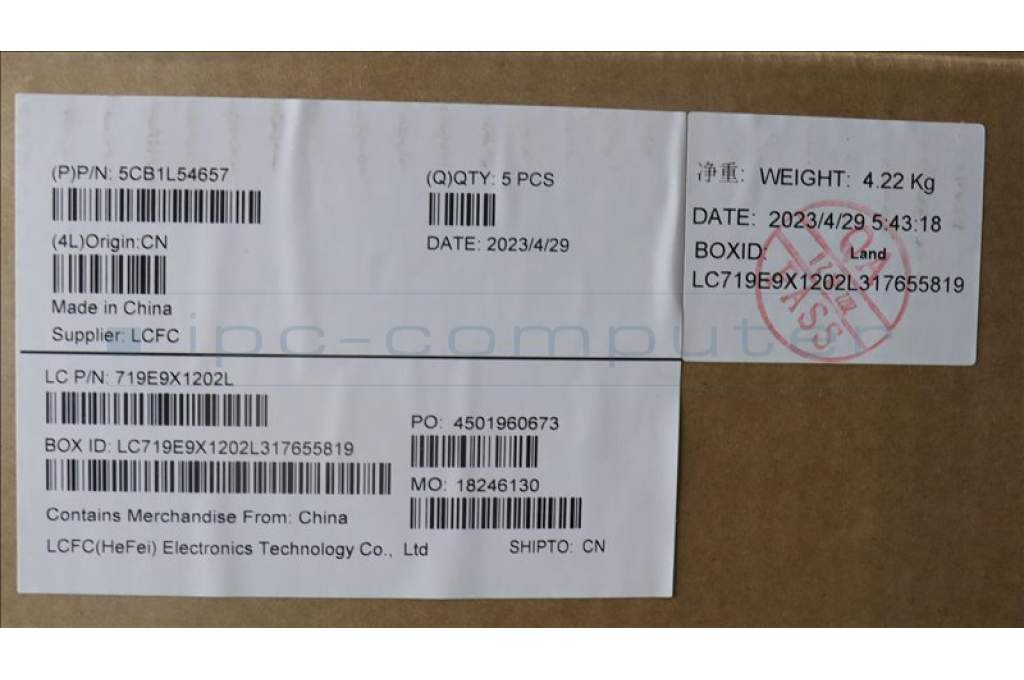 (P)P/N: 5CB1L54657
(4L)Origin:CN
Made in China
Supplier: LCFC
(Q)QTY: 5 PCS
DATE: 2023/4/29
净重: WEIGHT: 4.22 Kg
DATE: 2023/4/29 5:43:18
BOXID: Land
LC719E9X1202L317655819
QA
PASS
ipc-computer
LC P/N: 719E9X1202L
BOX ID: LC719E9X1202L317655819
Contains Merchandise From: China
LCFC(HeFei) Electronics Technology Co., Ltd
PO: 4501960673
MO: 18246130
SHIPTO: CN